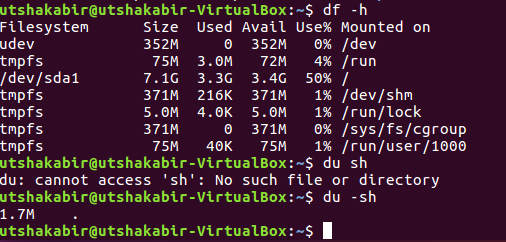 utshakabir@utshakabir-VirtualBox:~$ df -h
Filesystem Size Used Avail Use% Mounted on
udev 352M 0 352M 0% /dev
tmpfs 75M 3.0M 72M 4% /run
/dev/sda1 7.1G 3.3G 3.4G 50% /
tmpfs 371M 216K 371M 1% /dev/shm
tmpfs 5.0M 4.0K 5.0M 1% /run/lock
tmpfs 371M 0 371M 0% /sys/fs/cgroup
tmpfs 75M 40K 75M 1% /run/user/1000
utshakabir@utshakabir-VirtualBox:~$ du sh
du: cannot access 'sh': No such file or directory
utshakabir@utshakabir-VirtualBox:~$ du -sh
1.7M .
utshakabir@utshakabir-VirtualBox:~$